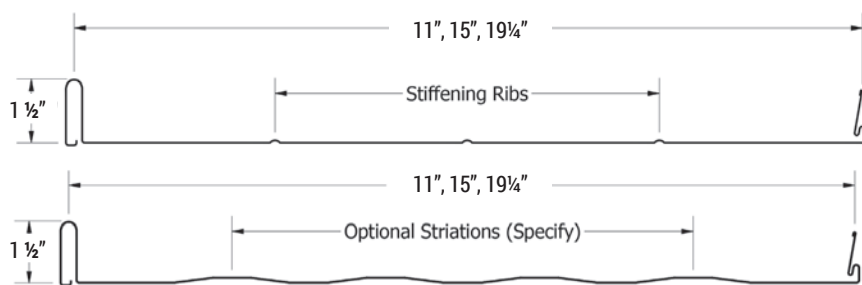 11”, 15”, 19¼”
Stiffening Ribs
1 ½”
11”, 15”, 19¼”
Optional Striations (Specify)
1 ½”